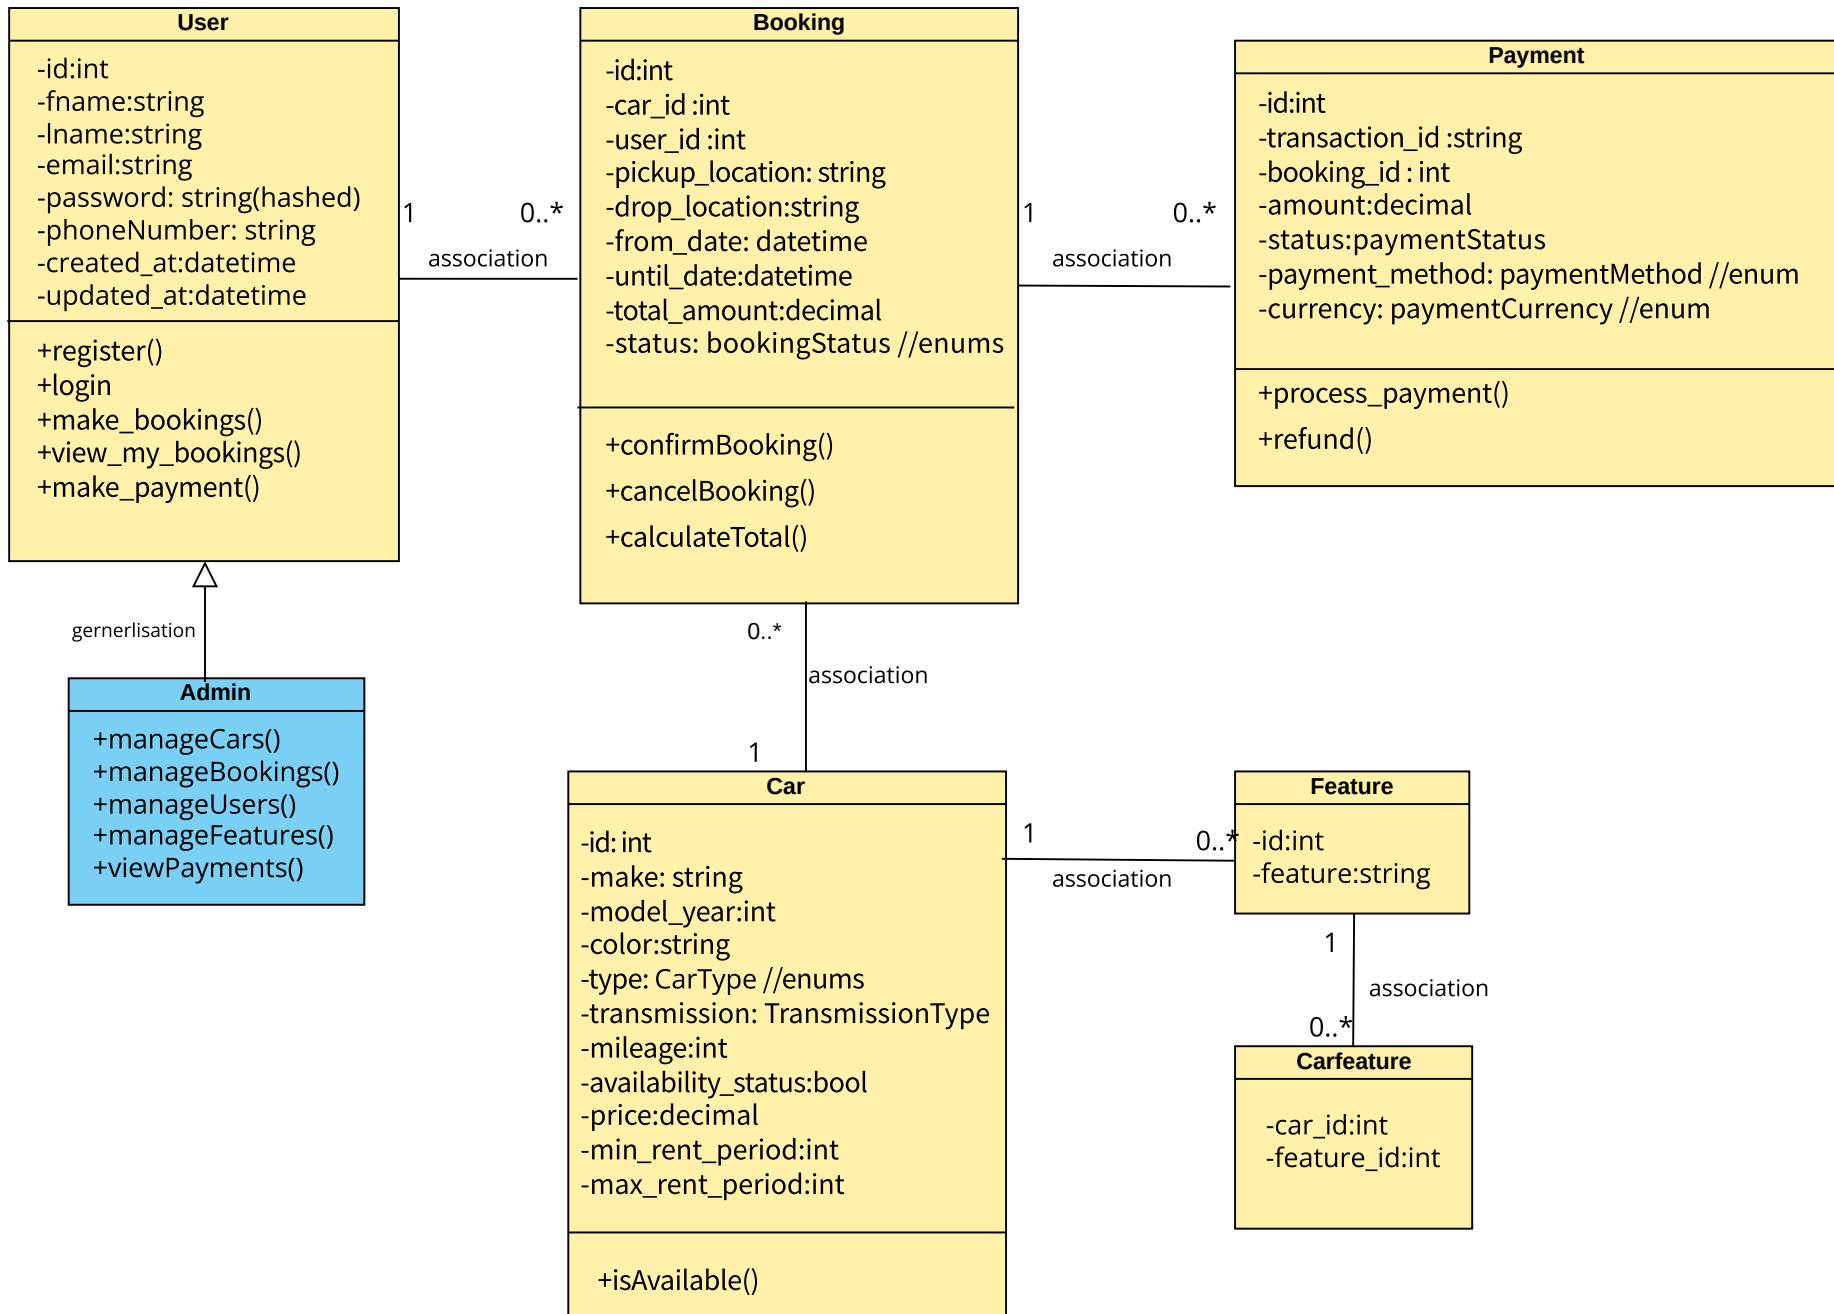 User
-id:int
-fname:string
-lname:string
-email:string
-password: string(hashed)
-phoneNumber: string
-created_at:datetime
-updated_at:datetime
+register()
+login
+make_bookings()
+view_my_bookings()
+make_payment()
1
0..*
association
Booking
-id:int
-car_id :int
-user_id :int
-pickup_location: string
-drop_location:string
-from_date: datetime
-until_date:datetime
-total_amount:decimal
-status: bookingStatus //enums
+confirmBooking()
+cancelBooking()
+calculateTotal()
1
0..*
association
Payment
-id:int
-transaction_id :string
-booking_id : int
-amount:decimal
-status:paymentStatus
-payment_method: paymentMethod //enum
-currency: paymentCurrency //enum
+process_payment()
+refund()
gernerlisation
Admin
+manageCars()
+manageBookings()
+manageUsers()
+manageFeatures()
+viewPayments()
0..*
association
1
Car
-id: int
-make: string
-model_year:int
-color:string
-type: CarType //enums
-transmission: TransmissionType
-mileage:int
-availability_status:bool
-price:decimal
-min_rent_period:int
-max_rent_period:int
+isAvailable()
1
0..*
association
Feature
-id:int
-feature:string
1
association
0..*
Carfeature
-car_id:int
-feature_id:int